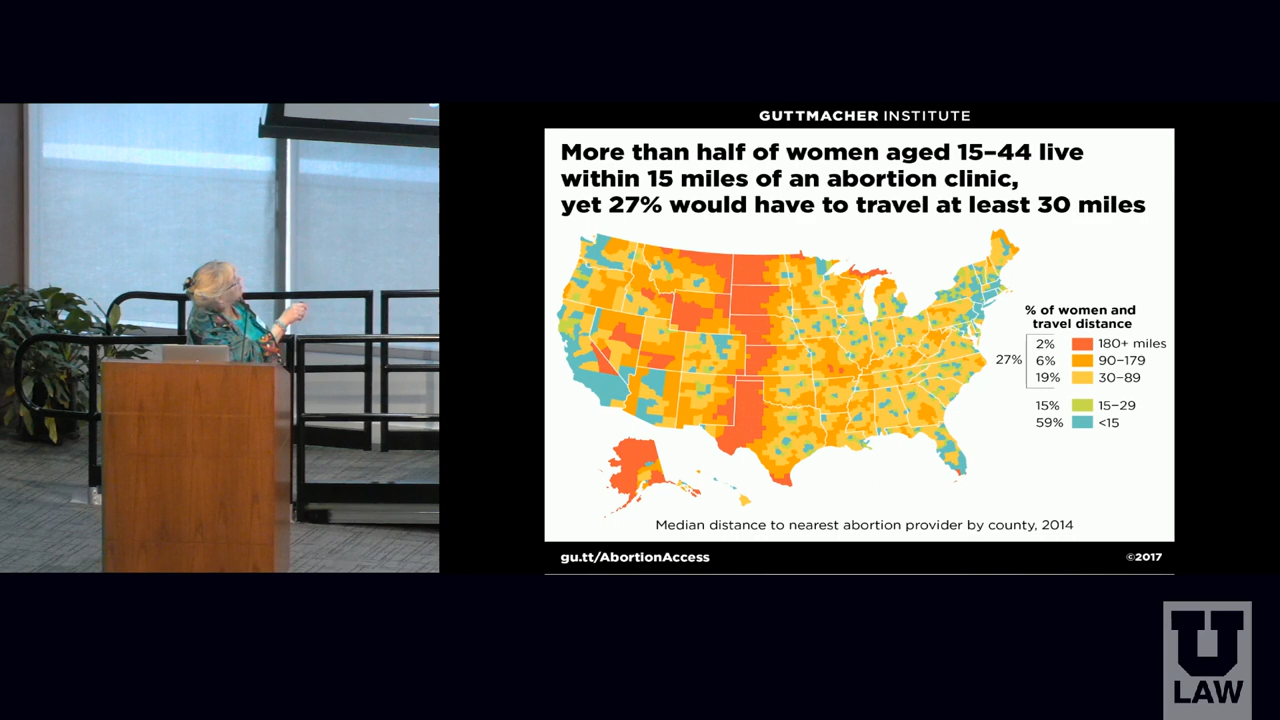 GUTTMACHER INSTITUTE
More than half of women aged 15–44 live
within 15 miles of an abortion clinic,
yet 27% would have to travel at least 30 miles
% of women and
travel distance
2% 180+ miles
27% 6% 90–179
19% 30–89
15% 15–29
59% <15
Median distance to nearest abortion provider by county, 2014
gu.tt/AbortionAccess ©2017
U
LAW